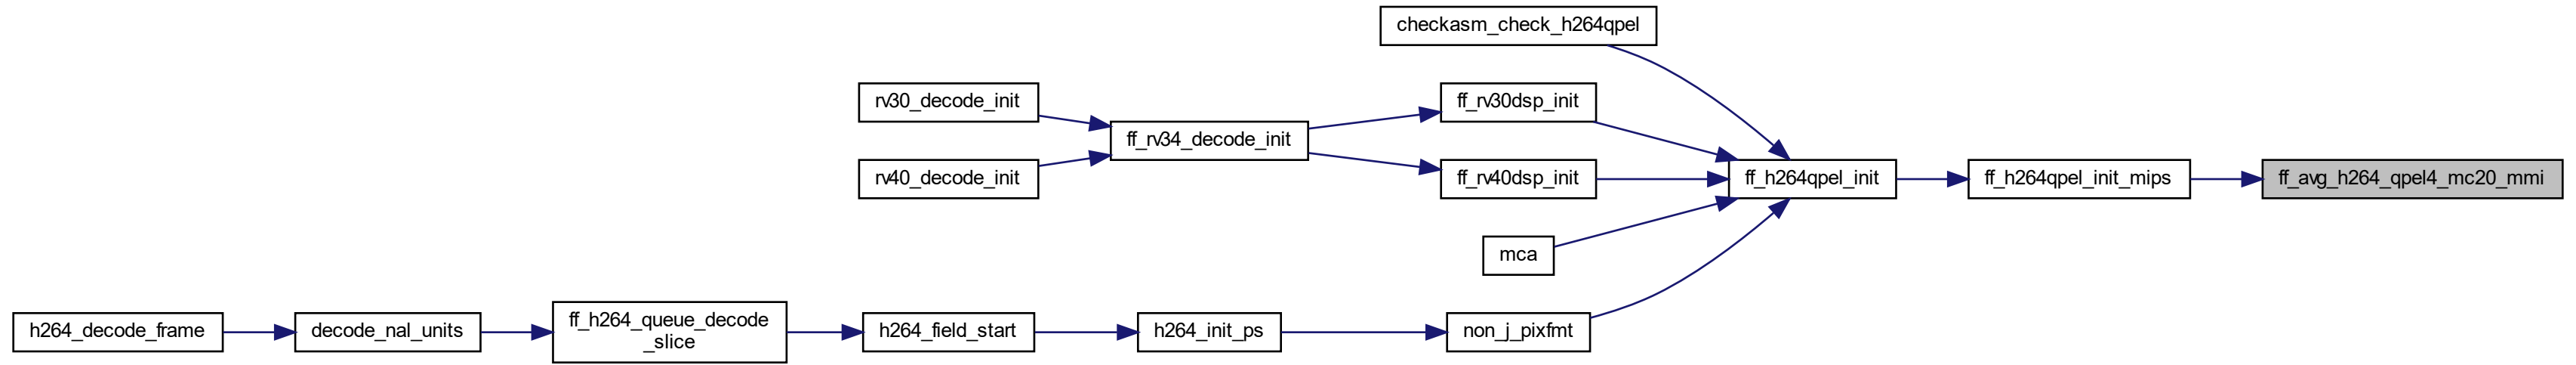 checkasm_check_h264qpel
rv30_decode_init
ff_rv30dsp_init
ff_rv34_decode_init
rv40_decode_init
ff_rv40dsp_init
ff_h264qpel_init
ff_h264qpel_init_mips
ff_avg_h264_qpel4_mc20_mmi
mca
h264_decode_frame
decode_nal_units
ff_h264_queue_decode
_slice
h264_field_start
h264_init_ps
non_j_pixfmt